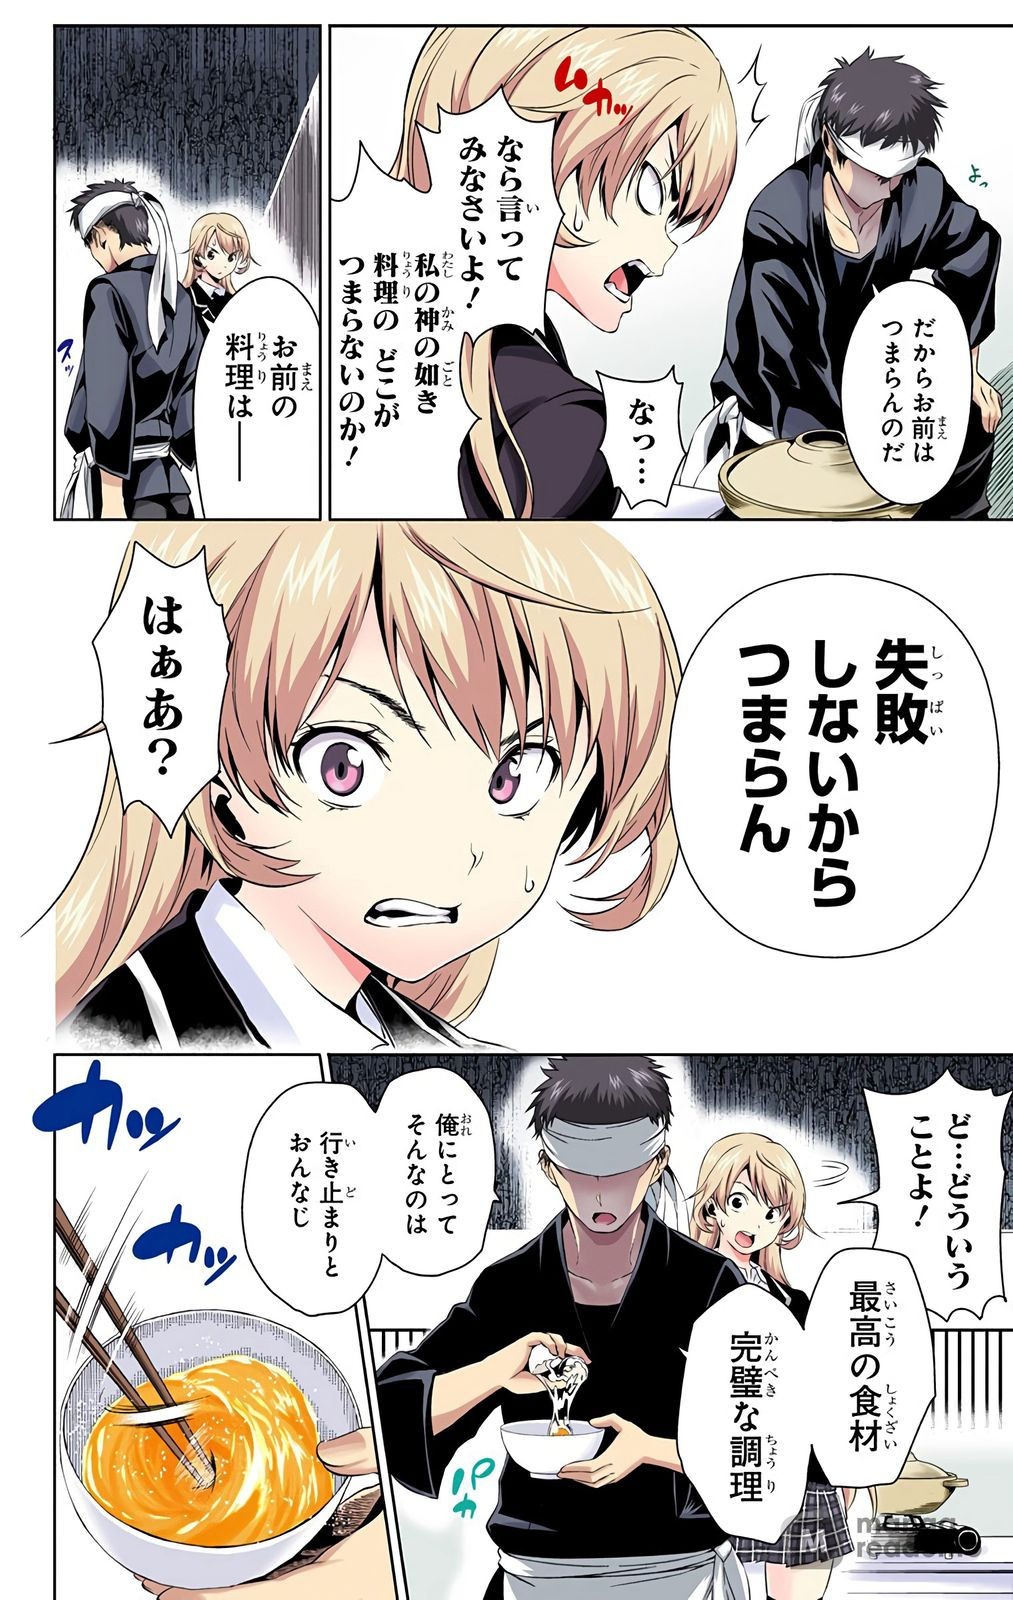 だからお前は
つまらんのだ
よっ
なっ…
ムカッ
なら言って
みなさいよ！
私の神の如き
料理のどこが
つまらないのか！
お前の
料理は――
スッ
失敗
しないから
つまらん
はぁあ？
ど…どういう
ことよ！
最高の食材
完璧な調理
パカ
俺にとって
そんなのは
行き止まりと
おんなじ
カッ
カッ